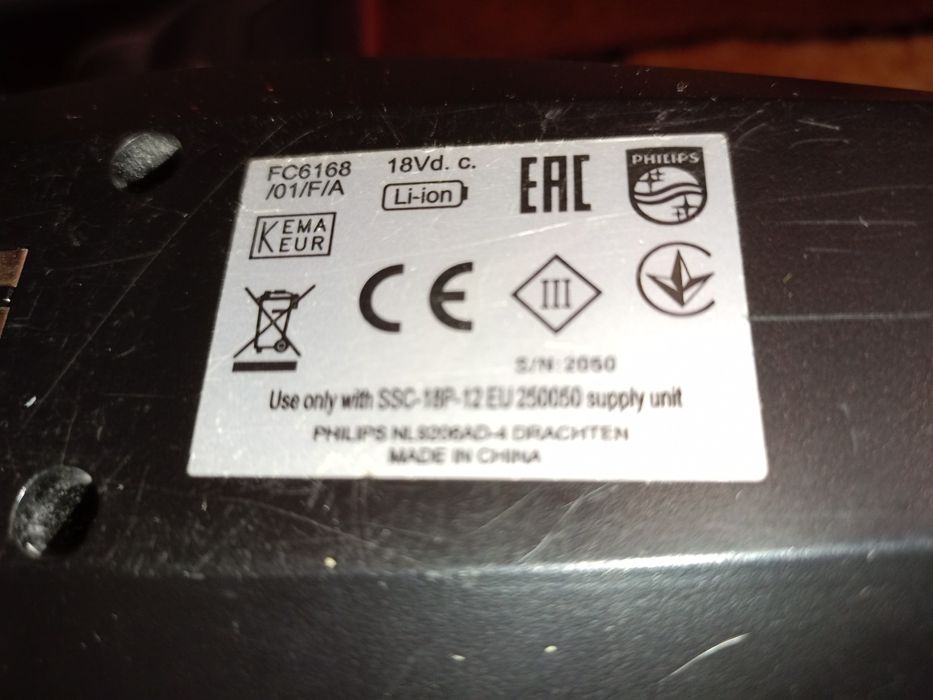 FC6168 18Vd. c.
/01/F/A Li-ion
EAC
PHILIPS
KEMA
KEUR
CE
III
S/N: 2050
Use only with SSC-18P-12 EU 250050 supply unit
PHILIPS NL9206AD-4 DRACHTEN
MADE IN CHINA